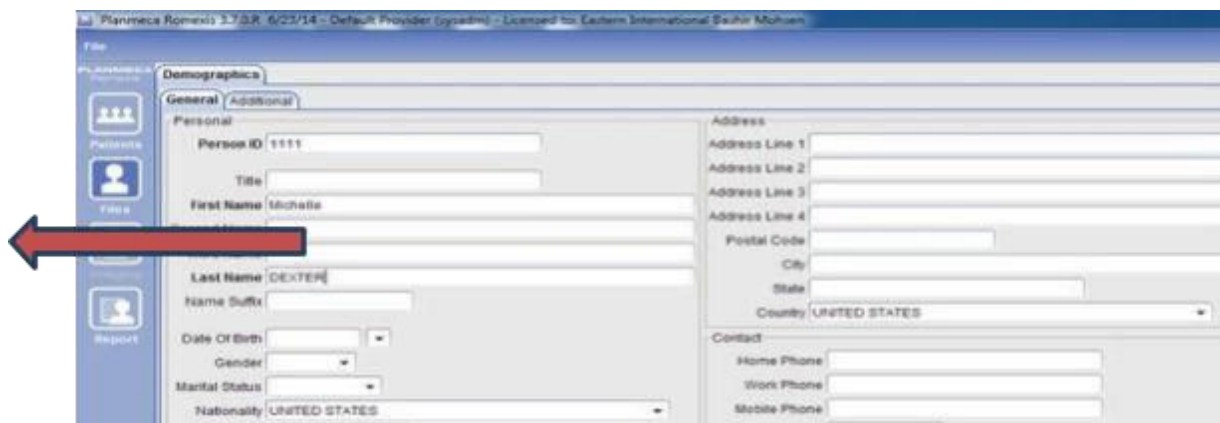 Planmeca Romexis 3.7.0.R 6/23/14 - Default Provider (sysadm) - Licensed to: Eastern International Bashir Mohsen
File
PLANMECA
Demographics
General Additional
Personal
Person ID 1111
Title
First Name Michelle
Last Name DEXTER
Name Suffix
Date Of Birth
Gender
Marital Status
Nationality UNITED STATES
Patients
Files
Report
Address
Address Line 1
Address Line 2
Address Line 3
Address Line 4
Postal Code
City
State
Country UNITED STATES
Contact
Home Phone
Work Phone
Mobile Phone